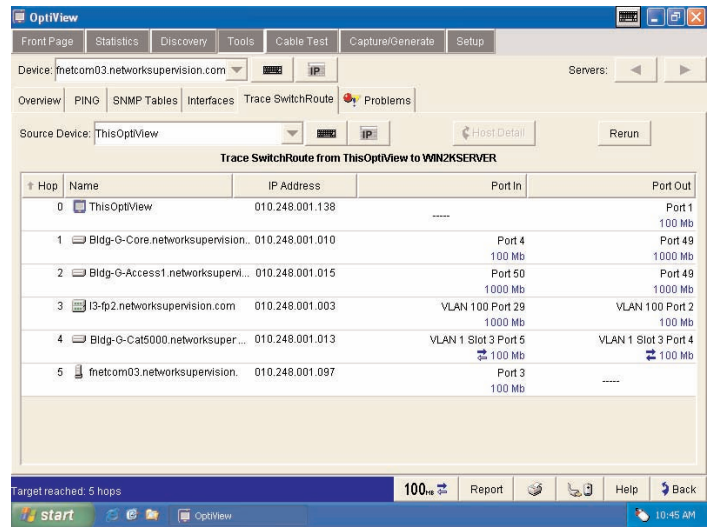 OptiView
Front Page Statistics Discovery Tools Cable Test Capture/Generate Setup
Device: fnetcom03.networksupervision.com IP Servers:
Overview PING SNMP Tables Interfaces Trace SwitchRoute Problems
Source Device: ThisOptiView IP Host Detail Rerun
Trace SwitchRoute from ThisOptiView to WIN2KSERVER
Hop Name IP Address Port In Port Out
0 ThisOptiView 010.248.001.138 ----- Port 1
100 Mb
1 Bldg-G-Core.networksupervision.. 010.248.001.010 Port 4 Port 49
100 Mb 1000 Mb
2 Bldg-G-Access1.networksupervi... 010.248.001.015 Port 50 Port 49
1000 Mb 1000 Mb
3 l3-fp2.networksupervision.com 010.248.001.003 VLAN 100 Port 29 VLAN 100 Port 2
1000 Mb 100 Mb
4 Bldg-G-Cat5000.networksuper... 010.248.001.013 VLAN 1 Slot 3 Port 5 VLAN 1 Slot 3 Port 4
100 Mb 100 Mb
5 fnetcom03.networksupervision. 010.248.001.097 Port 3 -----
100 Mb
Target reached: 5 hops 100MB Report Help Back
start OptiView 10:45 AM